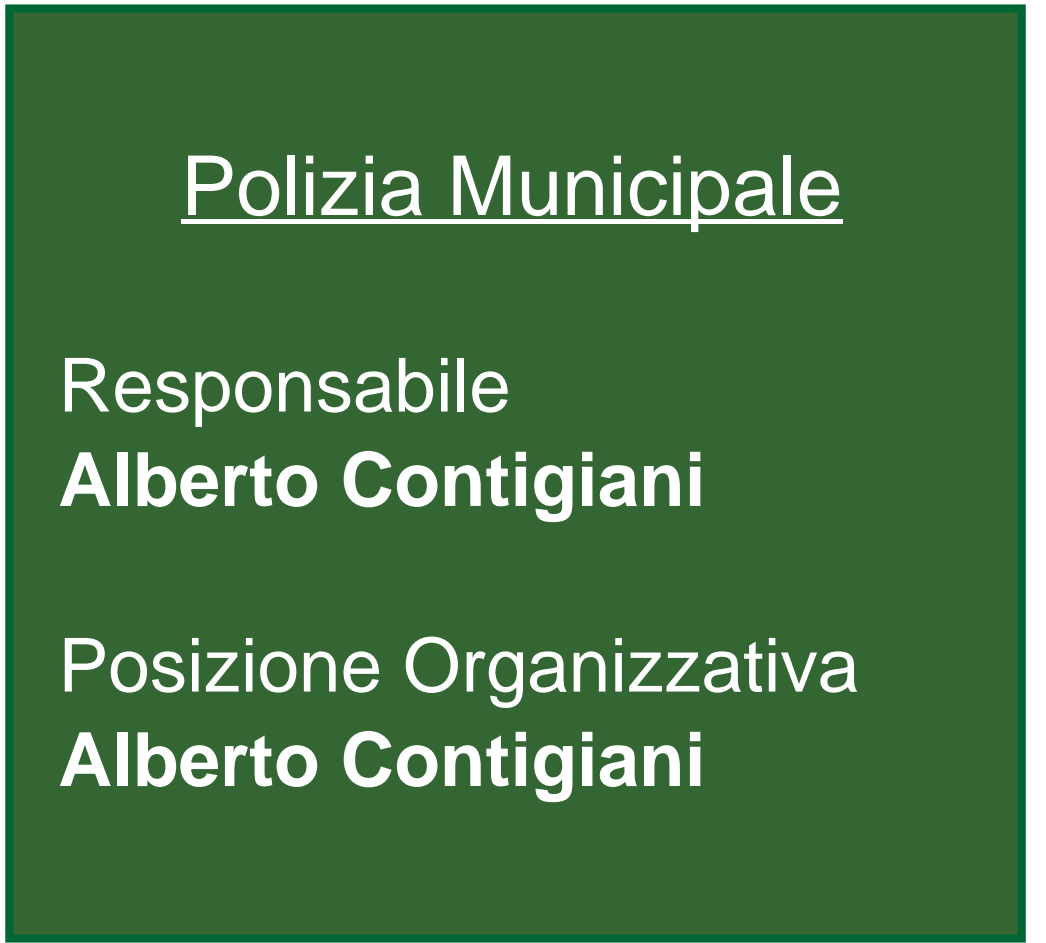 Polizia Municipale
Responsabile
Alberto Contigiani
Posizione Organizzativa
Alberto Contigiani